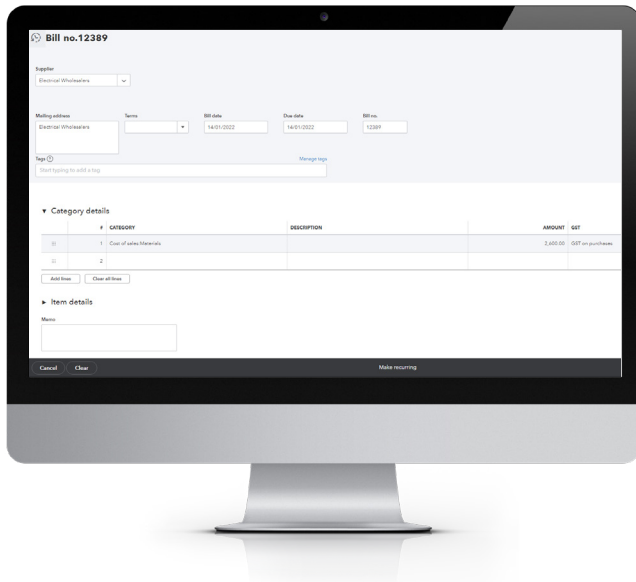 Bill no.12389
Supplier
Electrical Wholesalers
Mailing address Terms Bill date Due date Bill no.
Electrical Wholesalers 14/01/2022 14/01/2022 12389
Tags ? Manage tags
Start typing to add a tag
Category details
# CATEGORY DESCRIPTION AMOUNT GST
1 Cost of sales Materials 2,600.00 GST on purchases
2
Add lines Clear all lines
Item details
Memo
Cancel Clear Make recurring